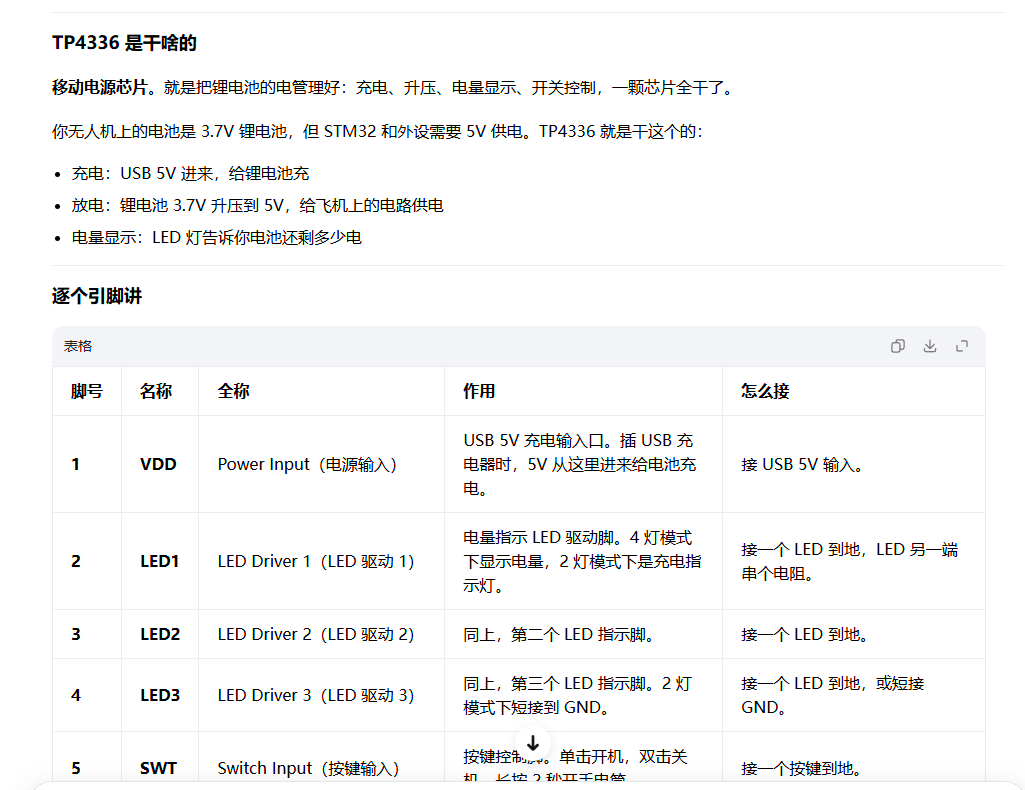 TP4336 是干啥的
移动电源芯片。就是把锂电池的电管理好：充电、升压、电量显示、开关控制，一颗芯片全干了。
你无人机上的电池是 3.7V 锂电池，但 STM32 和外设需要 5V 供电。TP4336 就是干这个的：
• 充电：USB 5V 进来，给锂电池充
• 放电：锂电池 3.7V 升压到 5V，给飞机上的电路供电
• 电量显示：LED 灯告诉你电池还剩多少电
逐个引脚讲
表格
脚号 名称 全称 作用 怎么接
1 VDD Power Input（电源输入） USB 5V 充电输入口。插 USB 充
电器时，5V 从这里进来给电池充
电。 接 USB 5V 输入。
2 LED1 LED Driver 1（LED 驱动 1） 电量指示 LED 驱动脚。4 灯模式
下显示电量，2 灯模式下是充电指
示灯。 接一个 LED 到地，LED 另一端
串个电阻。
3 LED2 LED Driver 2（LED 驱动 2） 同上，第二个 LED 指示脚。 接一个 LED 到地。
4 LED3 LED Driver 3（LED 驱动 3） 同上，第三个 LED 指示脚。2 灯
模式下短接到 GND。 接一个 LED 到地，或短接
GND。
5 SWT Switch Input（按键输入） 按键控制。单击开机，双击关
机，长按 2 秒开手电筒 接一个按键到地。